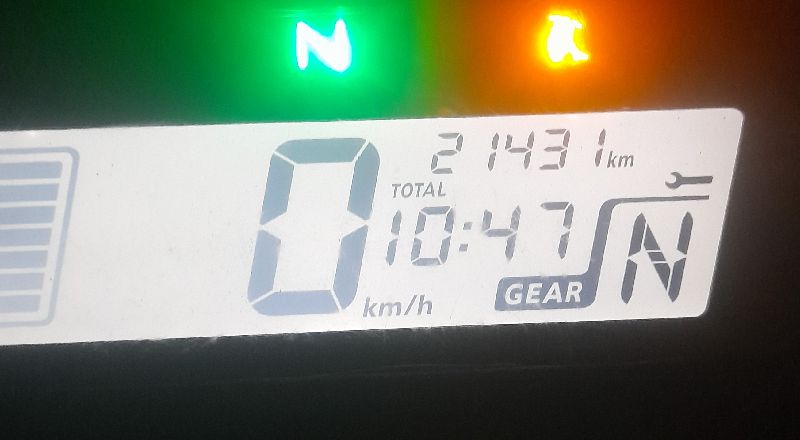 N
21431 km
TOTAL
0 km/h
10:47
GEAR N